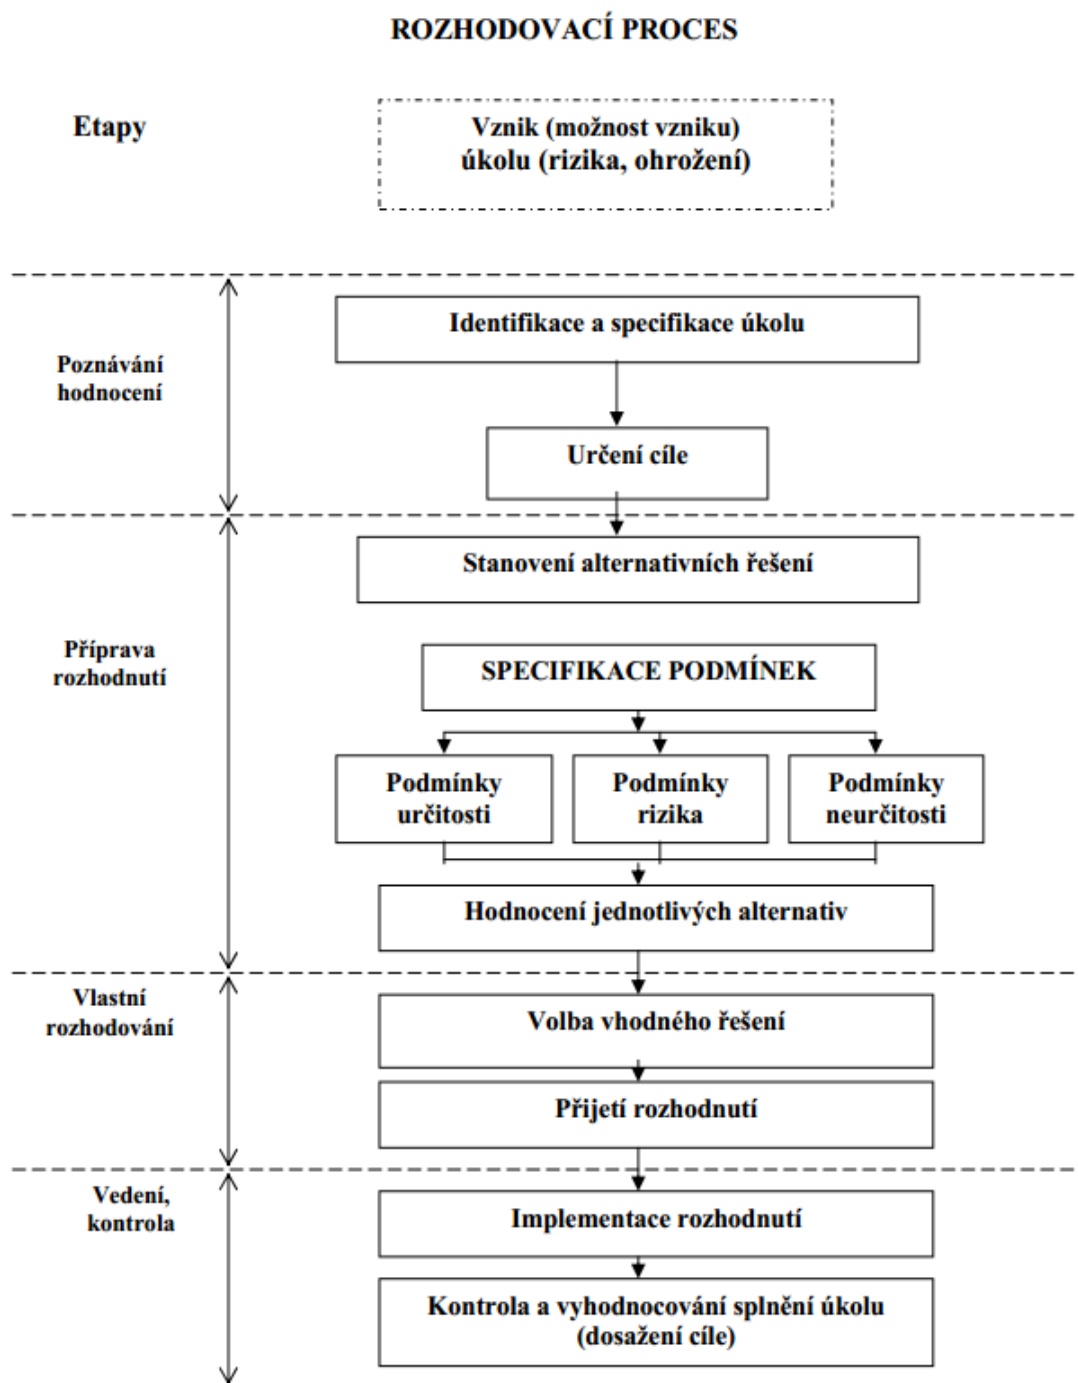 ROZHODOVACÍ PROCES
Etapy
Vznik (možnost vzniku)
úkolu (rizika, ohrožení)
Poznávání
hodnocení
Identifikace a specifikace úkolu
Určení cíle
Příprava
rozhodnutí
Stanovení alternativních řešení
SPECIFIKACE PODMÍNEK
Podmínky
určitosti
Podmínky
rizika
Podmínky
neurčitosti
Hodnocení jednotlivých alternativ
Vlastní
rozhodování
Volba vhodného řešení
Přijetí rozhodnutí
Vedení,
kontrola
Implementace rozhodnutí
Kontrola a vyhodnocování splnění úkolu
(dosažení cíle)